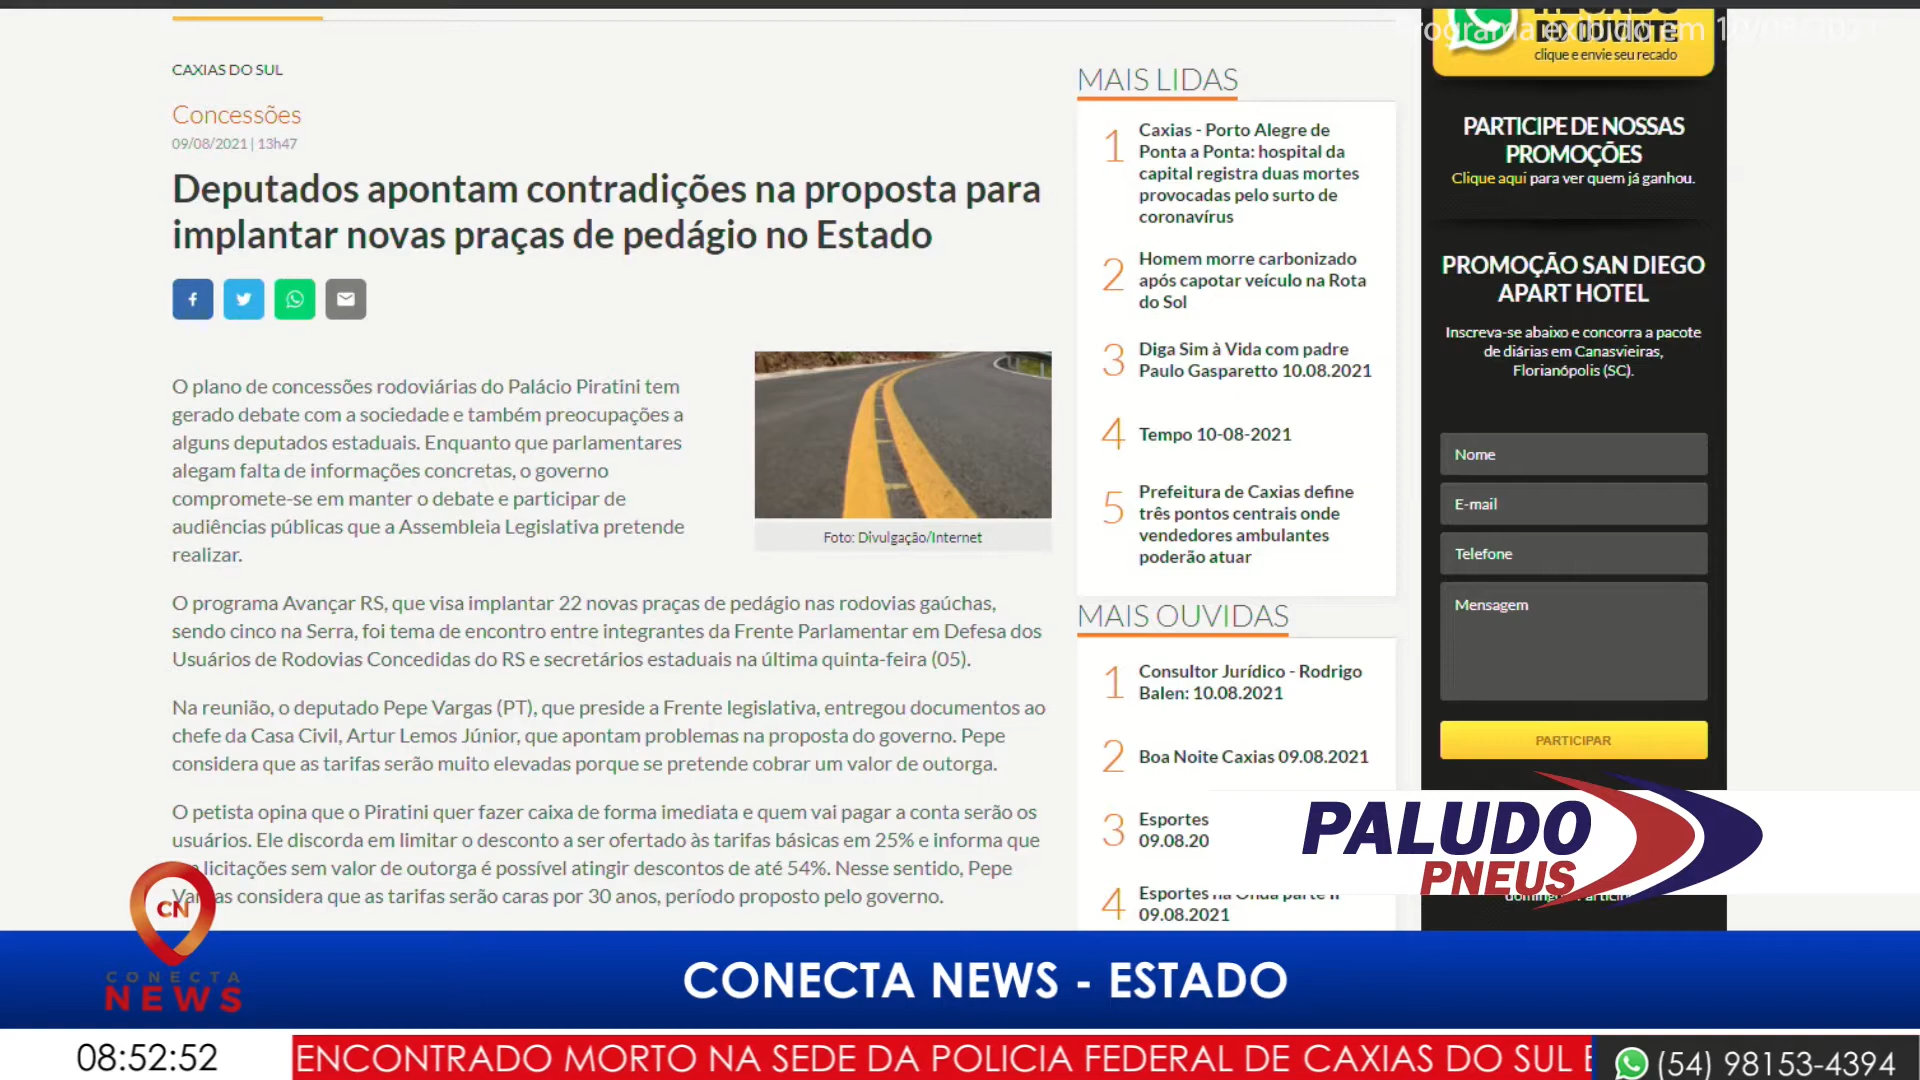 Programa exibido em
CAXIAS DO SUL
Concessões
09/08/2021 | 13h47
Deputados apontam contradições na proposta para
implantar novas praças de pedágio no Estado
O plano de concessões rodoviárias do Palácio Piratini tem
gerado debate com a sociedade e também preocupações a
alguns deputados estaduais. Enquanto que parlamentares
alegam falta de informações concretas, o governo
compromete-se em manter o debate e participar de
audiências públicas que a Assembleia Legislativa pretende
realizar.
Foto: Divulgação/Internet
O programa Avançar RS, que visa implantar 22 novas praças de pedágio nas rodovias gaúchas,
sendo cinco na Serra, foi tema de encontro entre integrantes da Frente Parlamentar em Defesa dos
Usuários de Rodovias Concedidas do RS e secretários estaduais na última quinta-feira (05).
Na reunião, o deputado Pepe Vargas (PT), que preside a Frente legislativa, entregou documentos ao
chefe da Casa Civil, Artur Lemos Júnior, que apontam problemas na proposta do governo. Pepe
considera que as tarifas serão muito elevadas porque se pretende cobrar um valor de outorga.
O petista opina que o Piratini quer fazer caixa de forma imediata e quem vai pagar a conta serão os
usuários. Ele discorda em limitar o desconto a ser ofertado às tarifas básicas em 25% e informa que
licitações sem valor de outorga é possível atingir descontos de até 54%. Nesse sentido, Pepe
Vargas considera que as tarifas serão caras por 30 anos, período proposto pelo governo.
MAIS LIDAS
1 Caxias - Porto Alegre de
Ponta a Ponta: hospital da
capital registra duas mortes
provocadas pelo surto de
coronavírus
2 Homem morre carbonizado
após capotar veículo na Rota
do Sol
3 Diga Sim à Vida com padre
Paulo Gasparetto 10.08.2021
4 Tempo 10-08-2021
5 Prefeitura de Caxias define
três pontos centrais onde
vendedores ambulantes
poderão atuar
MAIS OUVIDAS
1 Consultor Jurídico - Rodrigo
Balen: 10.08.2021
2 Boa Noite Caxias 09.08.2021
3 Esportes
09.08.20
4 Esportes na Onda parte II
09.08.2021
DO OUVINTE
clique e envie seu recado
PARTICIPE DE NOSSAS
PROMOÇÕES
Clique aqui para ver quem já ganhou.
PROMOÇÃO SAN DIEGO
APART HOTEL
Inscreva-se abaixo e concorra a pacote
de diárias em Canasvieiras,
Florianópolis (SC).
Nome
E-mail
Telefone
Mensagem
PARTICIPAR
PALUDO
PNEUS
CN
CONECTA
NEWS
CONECTA NEWS - ESTADO
08:52:52
ENCONTRADO MORTO NA SEDE DA POLICIA FEDERAL DE CAXIAS DO SUL E
(54) 98153-4394